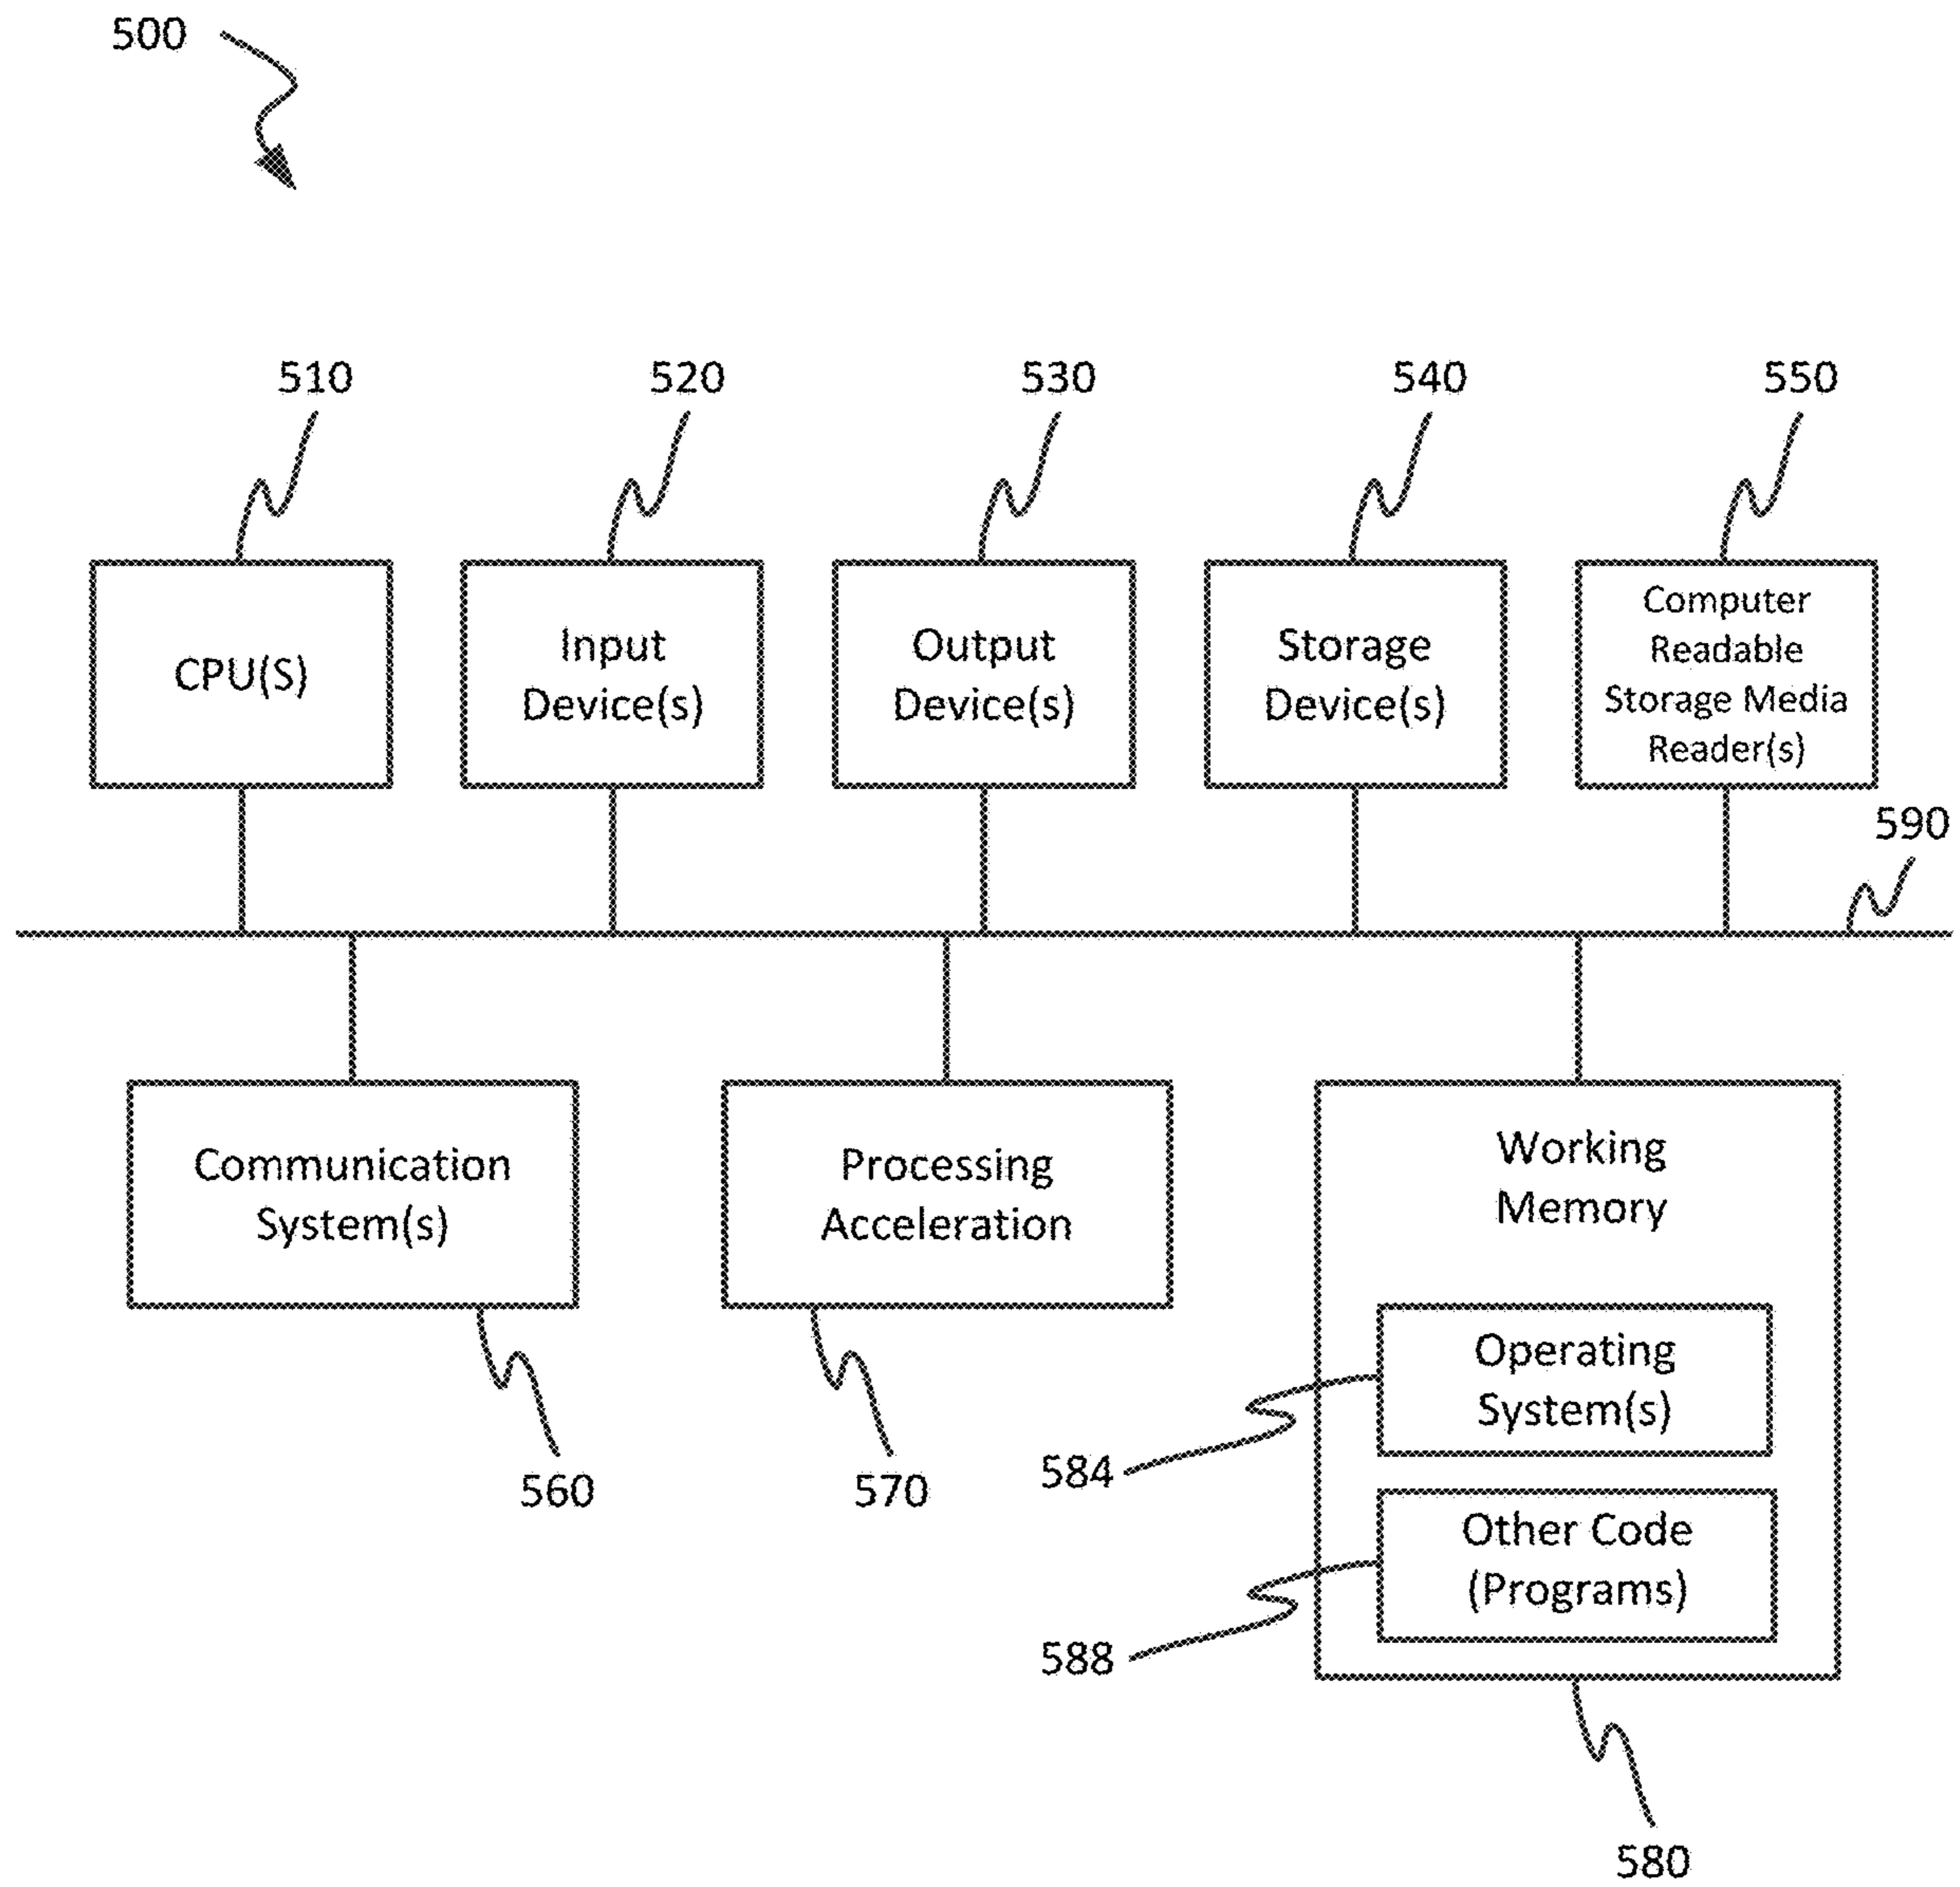 500
510
520
530
540
550
CPU(S)
Input
Device(s)
Output
Device(s)
Storage
Device(s)
Computer
Readable
Storage Media
Reader(s)
590
Communication
System(s)
Processing
Acceleration
Working
Memory
Operating
System(s)
Other Code
(Programs)
560
570
584
588
580